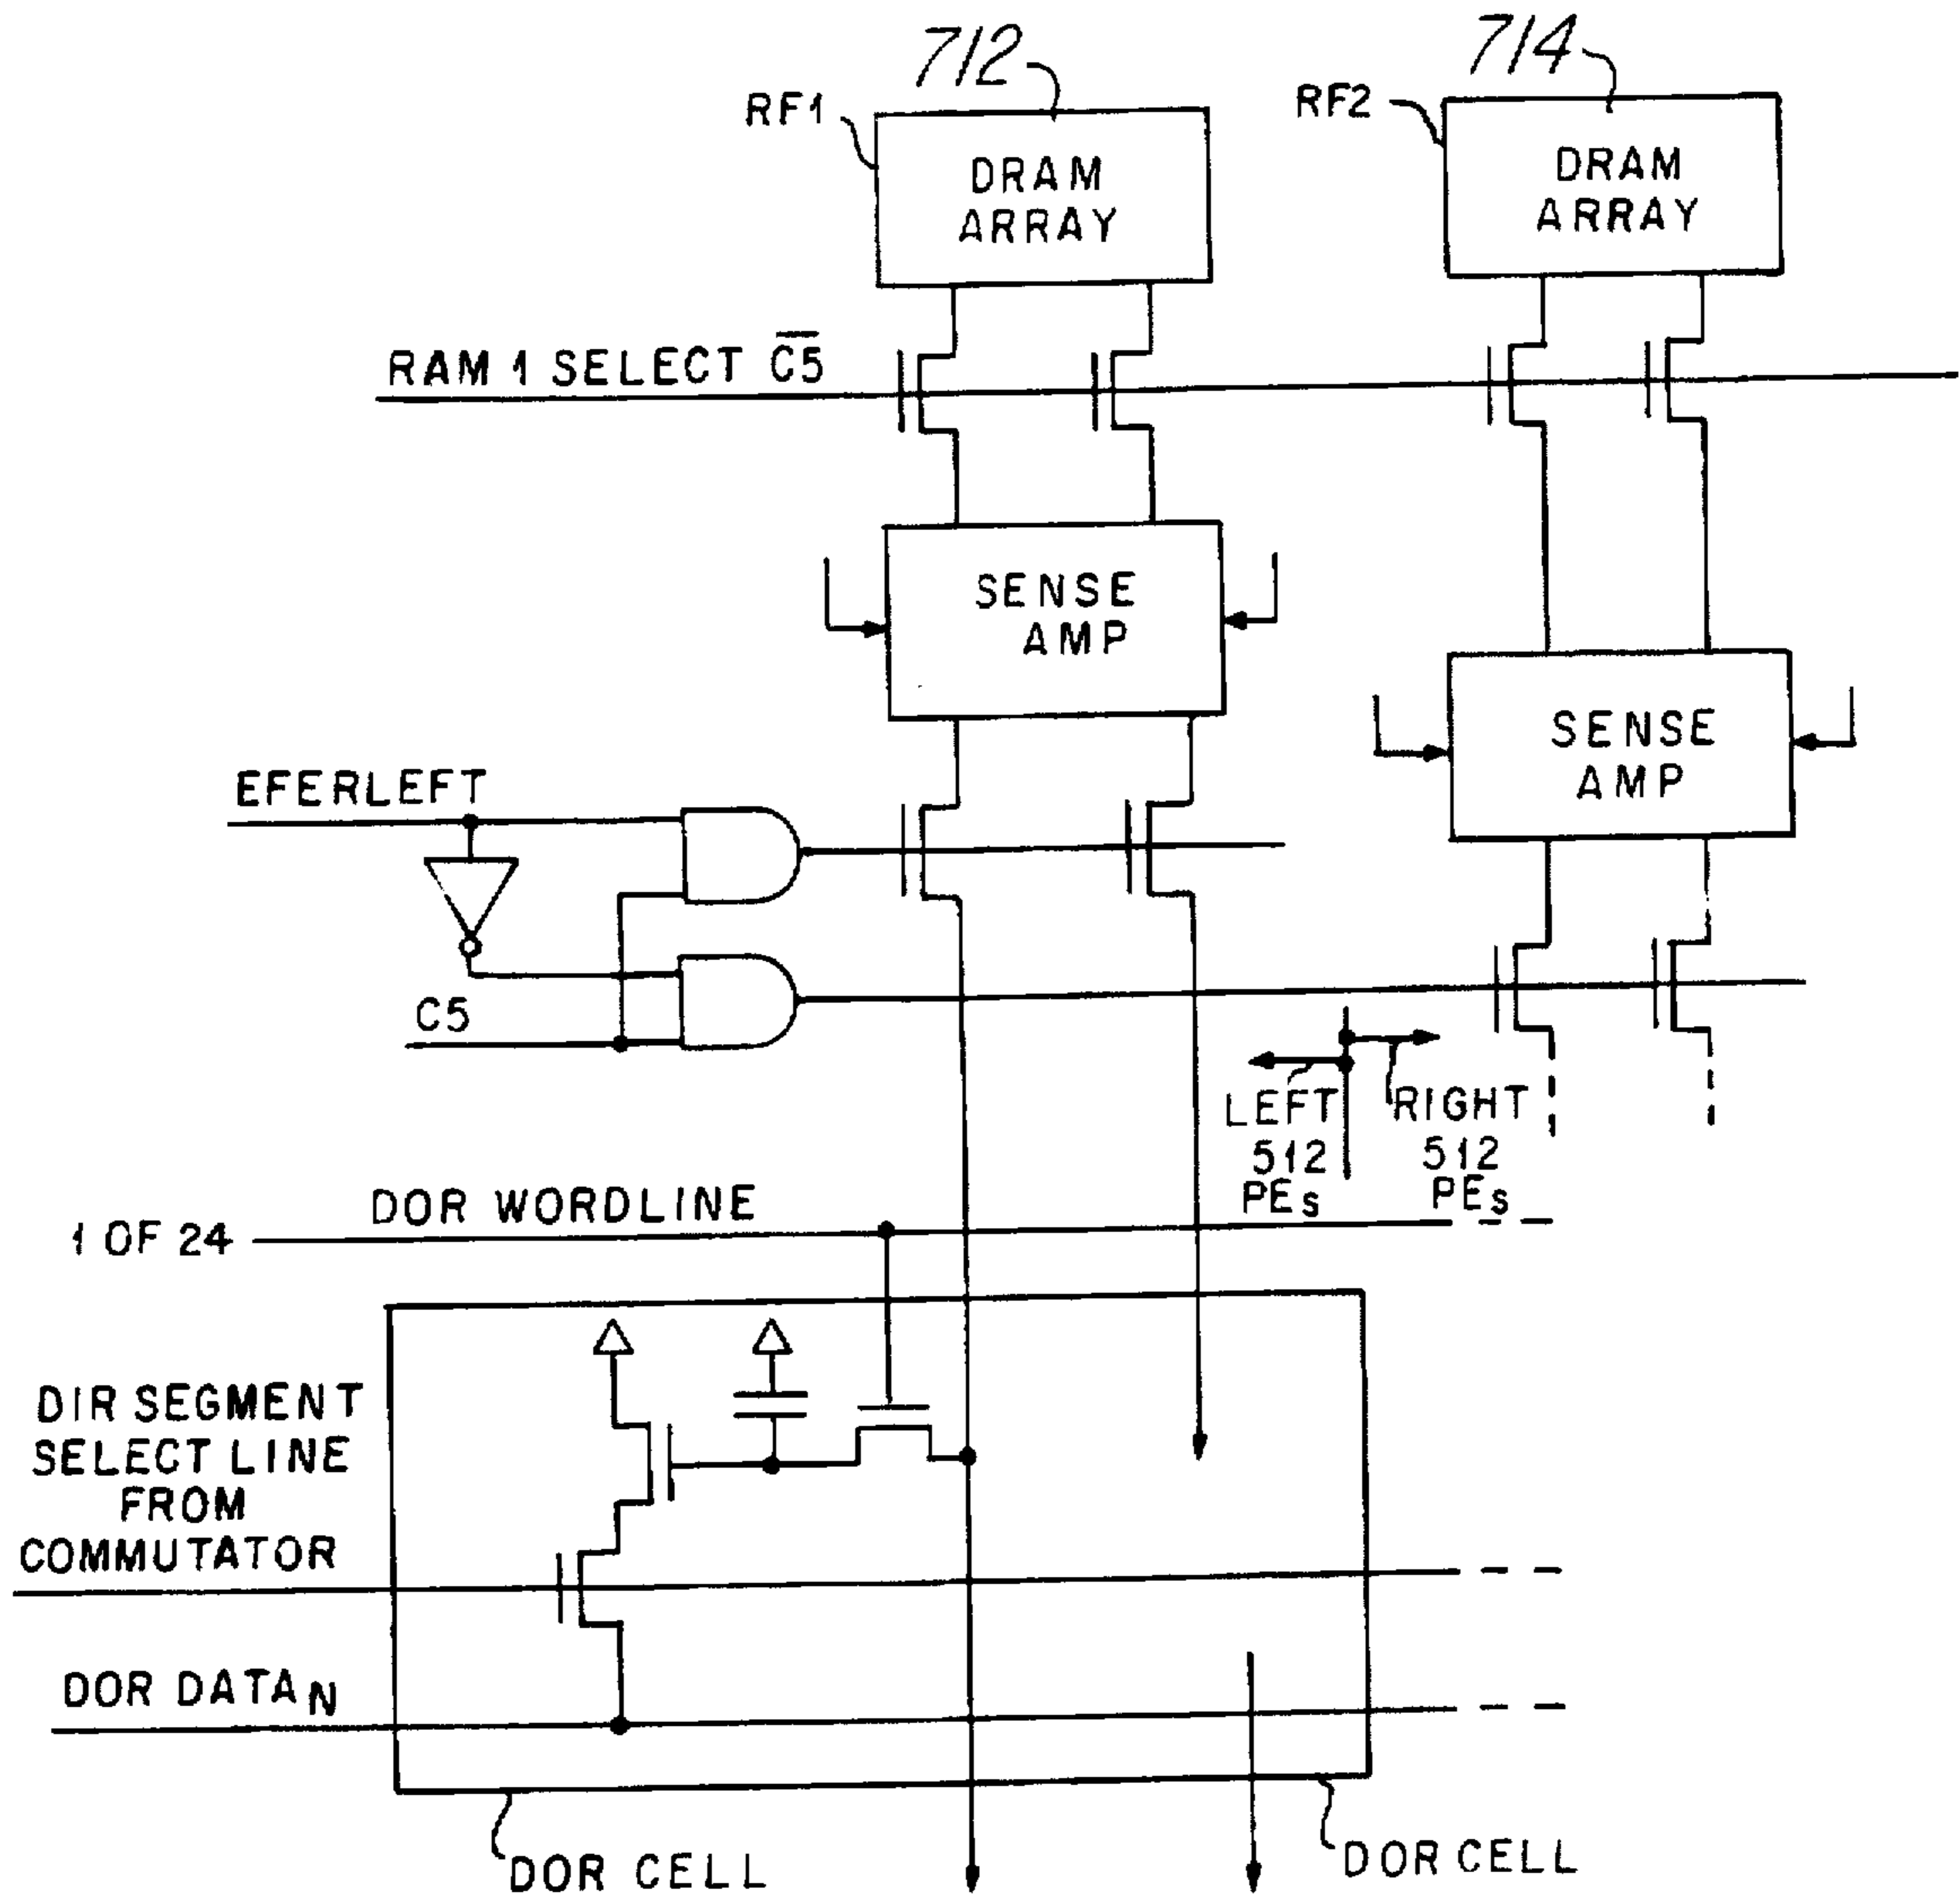 712
714
RF1
RF2
DRAM
ARRAY
DRAM
ARRAY
RAM 1 SELECT C̅5̅
SENSE
AMP
SENSE
AMP
EFERLEFT
C5
LEFT
512
PEs
RIGHT
512
PEs
DOR WORDLINE
1 OF 24
DIR SEGMENT
SELECT LINE
FROM
COMMUTATOR
DOR DATA N
DOR CELL
DOR CELL